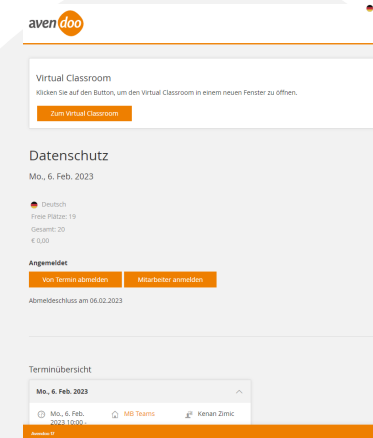 avendoo
Virtual Classroom
Klicken Sie auf den Button, um den Virtual Classroom in einem neuen Fenster zu öffnen.
Zum Virtual Classroom
Datenschutz
Mo., 6. Feb. 2023
Deutsch
Freie Plätze: 19
Gesamt: 20
€ 0,00
Angemeldet
Von Termin abmelden Mitarbeiter anmelden
Abmeldeschluss am 06.02.2023
Terminübersicht
Mo., 6. Feb. 2023
Mo., 6. Feb. MB Teams Kenan Zimic
2023 10:00 -